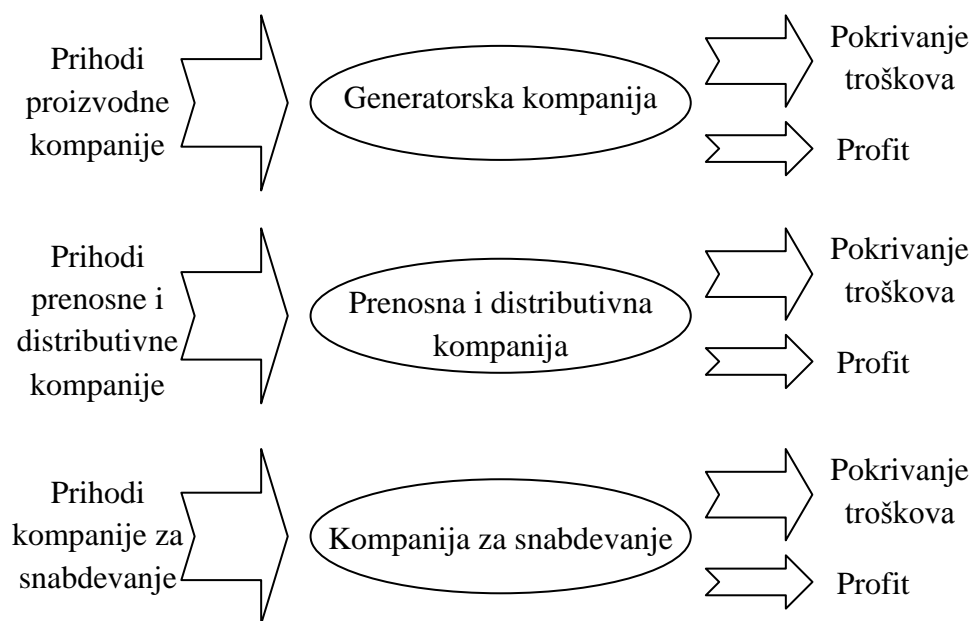 Prihodi
proizvodne
kompanije
Generatorska kompanija
Pokrivanje
troškova
Profit
Prihodi
prenosne i
distributivne
kompanije
Prenosna i distributivna
kompanija
Pokrivanje
troškova
Profit
Prihodi
kompanije za
snabdevanje
Kompanija za snabdevanje
Pokrivanje
troškova
Profit